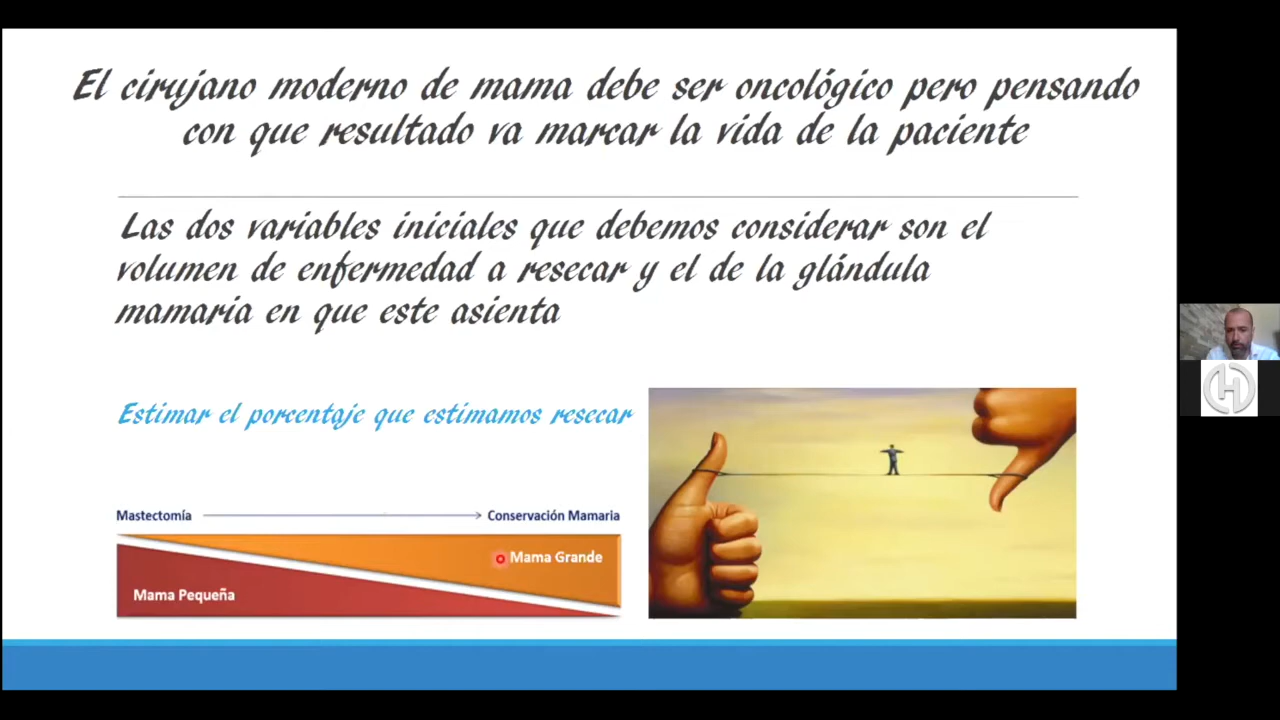 El cirujano moderno de mama debe ser oncológico pero pensando
con que resultado va marcar la vida de la paciente
Las dos variables iniciales que debemos considerar son el
volumen de enfermedad a resecar y el de la glándula
mamaria en que este asienta
Estimar el porcentaje que estimamos resecar
Mastectomía
Conservación Mamaria
Mama Grande
Mama Pequeña